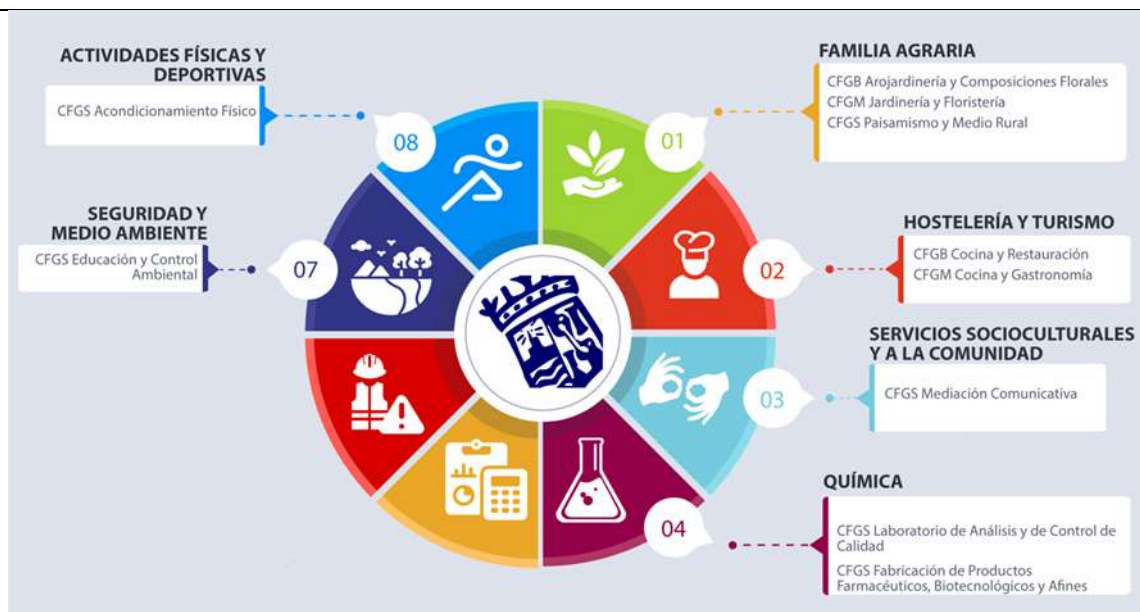 ACTIVIDADES FÍSICAS Y
DEPORTIVAS
CFGS Acondicionamiento Físico
08
SEGURIDAD Y
MEDIO AMBIENTE
CFGS Educación y Control
Ambiental
07
FAMILIA AGRARIA
CFGB Arojardinería y Composiciones Florales
CFGM Jardinería y Floristería
CFGS Paisamismo y Medio Rural
01
HOSTELERÍA Y TURISMO
CFGB Cocina y Restauración
CFGM Cocina y Gastronomía
02
SERVICIOS SOCIOCULTURALES
Y A LA COMUNIDAD
CFGS Mediación Comunicativa
03
QUÍMICA
CFGS Laboratorio de Análisis y de Control de
Calidad
CFGS Fabricación de Productos
Farmacéuticos, Biotecnológicos y Afines
04